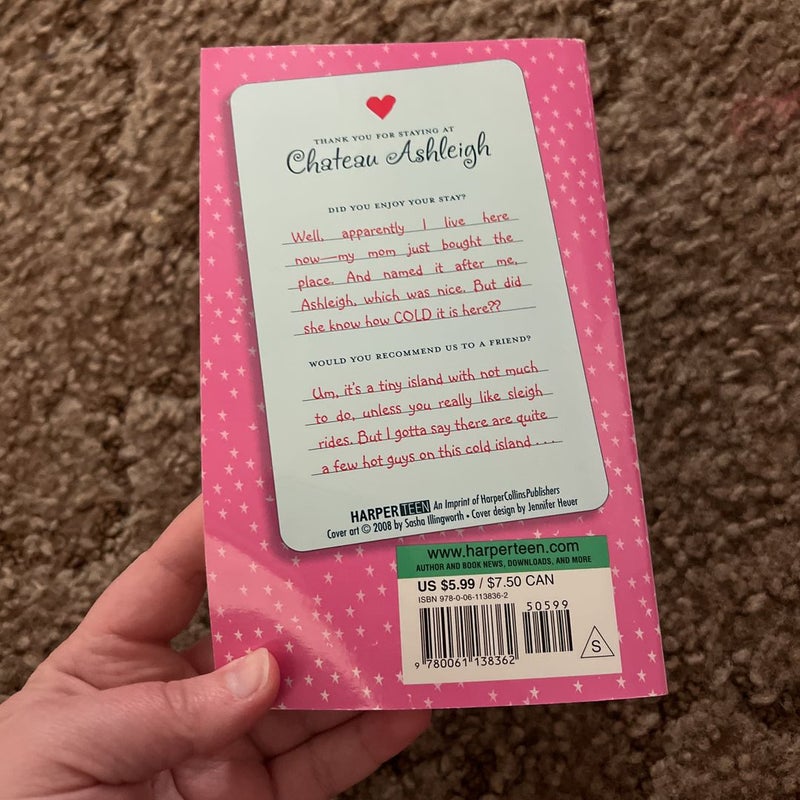 THANK YOU FOR STAYING AT
Chateau Ashleigh
DID YOU ENJOY YOUR STAY?
Well, apparently I live here
now—my mom just bought the
place. And named it after me,
Ashleigh, which was nice. But did
she know how COLD it is here??
WOULD YOU RECOMMEND US TO A FRIEND?
Um, it's a tiny island with not much
to do, unless you really like sleigh
rides. But I gotta say there are quite
a few hot guys on this cold island . . . .
HARPER TEEN An Imprint of HarperCollinsPublishers
Cover art © 2008 by Sasha Illingworth • Cover design by Jennifer Heuer
www.harperteen.com
AUTHOR AND BOOK NEWS, DOWNLOADS, AND MORE
US $5.99 / $7.50 CAN
ISBN 978-0-06-113836-2
50599
9 780061 138362
S